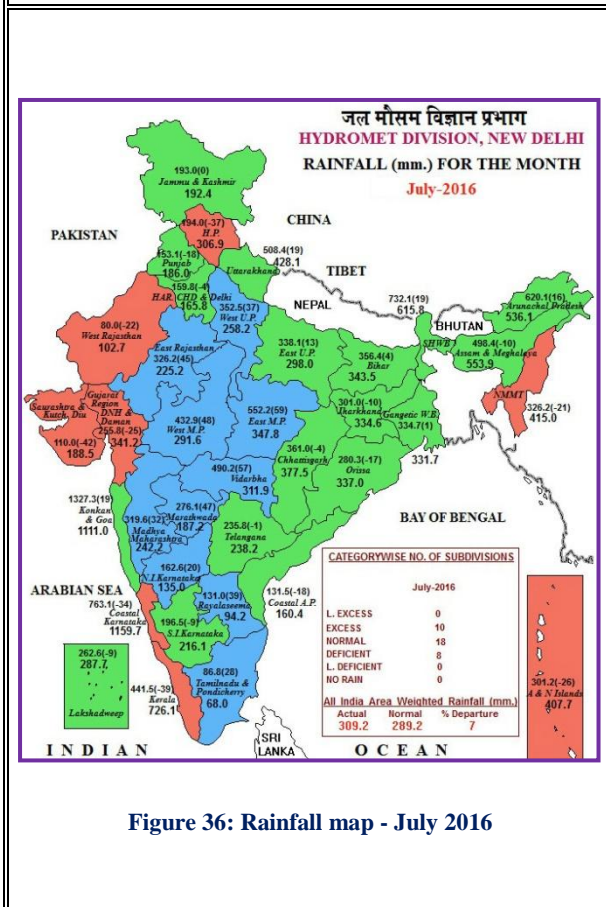 जल मौसम विज्ञान प्रभाग
HYDROMET DIVISION, NEW DELHI
RAINFALL (mm.) FOR THE MONTH
July-2016
193.0(0)
Jammu & Kashmir
192.4
CHINA
PAKISTAN
194.0(-37)
H.P.
306.9
153.1(-18)
Punjab
186.0
508.4(19)
Uttarakhand
428.1
TIBET
159.8(-4)
HAR. CHD & Delhi
165.8
352.5(37)
West U.P.
258.2
NEPAL
732.1(19)
615.8
SHWB
BHUTAN
620.1(16)
Arunachal Pradesh
536.1
80.0(-22)
West Rajasthan
102.7
East Rajasthan
326.2(45)
225.2
338.1(13)
East U.P.
298.0
356.4(4)
Bihar
343.5
498.4(-10)
Assam & Meghalaya
553.9
NMMT
326.2(-21)
415.0
Saurashtra &
Kutch, Diu
110.0(-42)
188.5
Gujarat
Region
DNH &
Daman
255.8(-25)
341.2
432.9(48)
West M.P.
291.6
552.2(59)
East M.P.
347.8
301.0(-10)
Jharkhand
334.6
Gangetic W.B.
334.7(1)
331.7
361.0(-4)
Chhattisgarh
377.5
280.3(-17)
Orissa
337.0
490.2(57)
Vidarbha
311.9
1327.3(19)
Konkan
& Goa
1111.0
319.6(32)
Madhya
Maharashtra
242.2
276.1(47)
Marathwada
187.2
235.8(-1)
Telangana
238.2
BAY OF BENGAL
162.6(20)
N.I.Karnataka
135.0
131.0(39)
Rayalaseema
94.2
131.5(-18)
Coastal A.P.
160.4
ARABIAN SEA
763.1(-34)
Coastal
Karnataka
1159.7
196.5(-9)
S.I.Karnataka
216.1
262.6(-9)
287.7
Lakshadweep
441.5(-39)
Kerala
726.1
86.8(28)
Tamilnadu &
Pondicherry
68.0
301.2(-26)
A & N Islands
407.7
CATEGORYWISE NO. OF SUBDIVISIONS
July-2016
L. EXCESS 0
EXCESS 10
NORMAL 18
DEFICIENT 8
L. DEFICIENT 0
NO RAIN 0
All India Area Weighted Rainfall (mm.)
Actual Normal % Departure
309.2 289.2 7
SRI
LANKA
INDIAN OCEAN
Figure 36: Rainfall map - July 2016